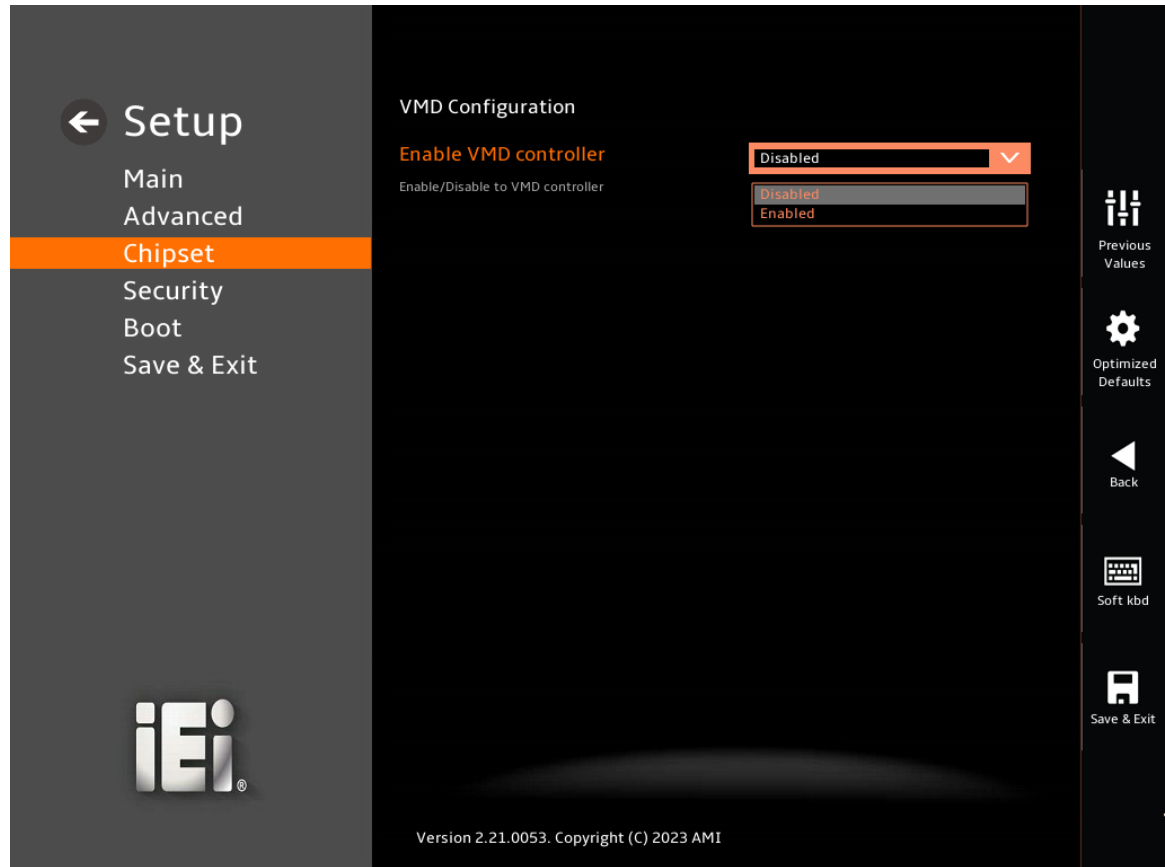 Setup
Main
Advanced
Chipset
Security
Boot
Save & Exit
iEi®
VMD Configuration
Enable VMD controller
Disabled
Enable/Disable to VMD controller
Disabled
Enabled
Version 2.21.0053. Copyright (C) 2023 AMI
Previous
Values
Optimized
Defaults
Back
Soft kbd
Save & Exit